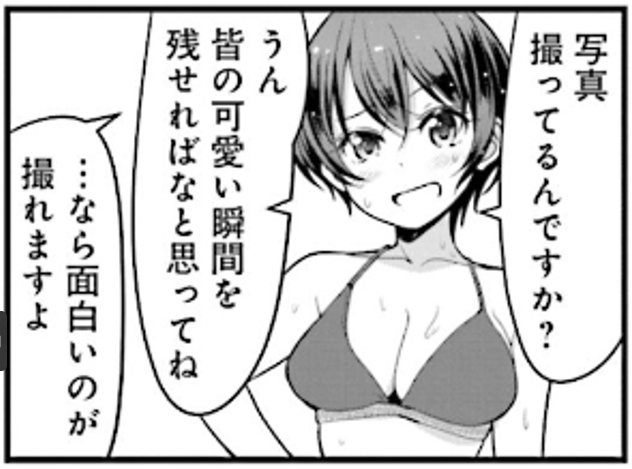 写真
撮ってるんですか？
うん
皆の可愛い瞬間を
残せればなと思ってね
…なら面白いのが
撮れますよ